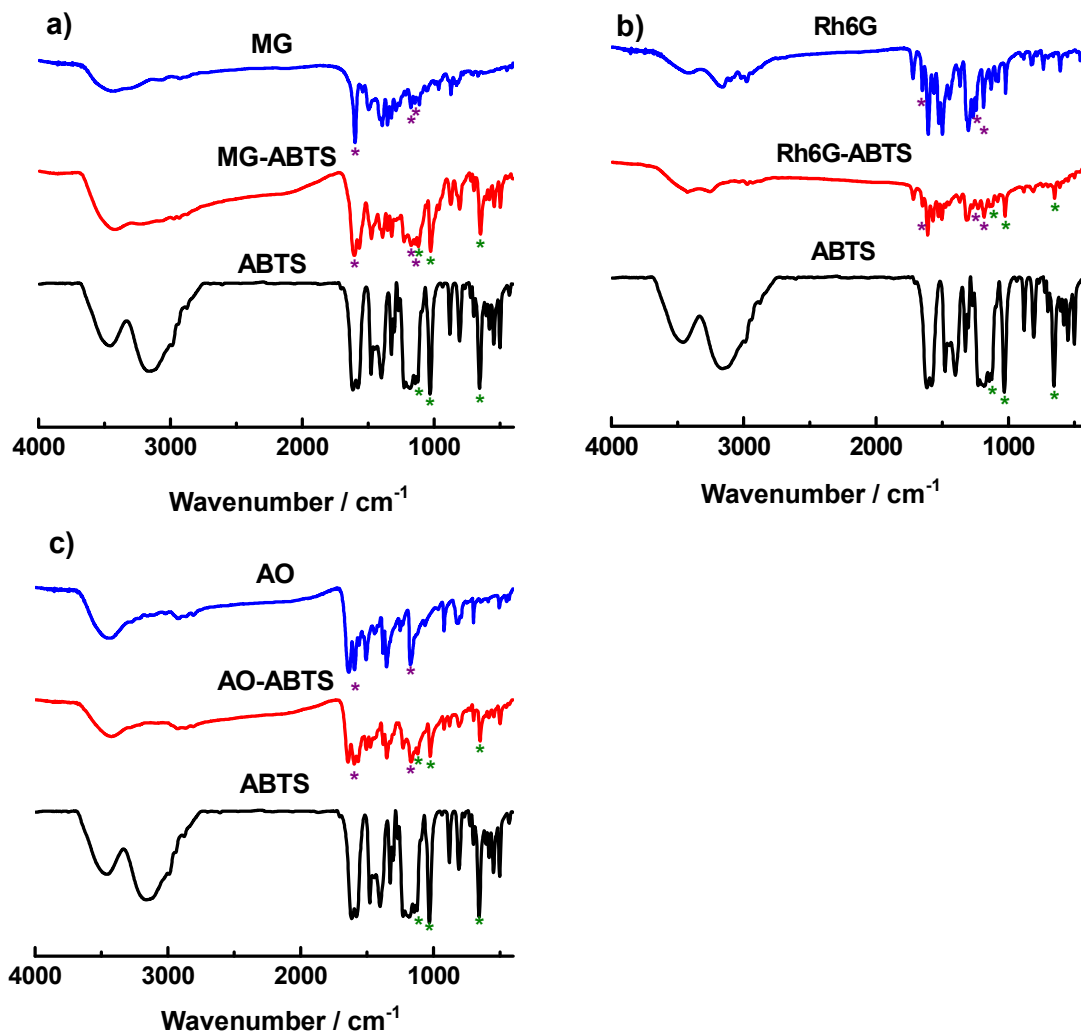 a)
MG
MG-ABTS
ABTS
4000 3000 2000 1000
Wavenumber / cm⁻¹
b)
Rh6G
Rh6G-ABTS
ABTS
4000 3000 2000 1000
Wavenumber / cm⁻¹
c)
AO
AO-ABTS
ABTS
4000 3000 2000 1000
Wavenumber / cm⁻¹